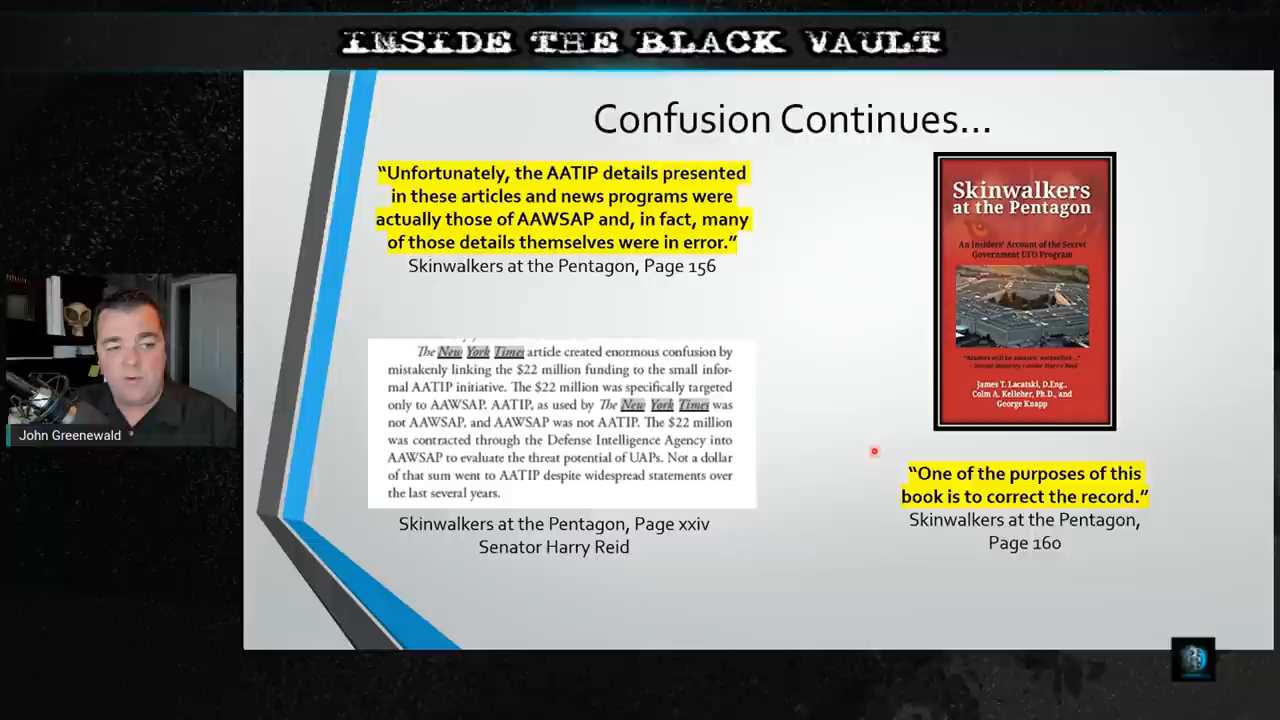 INSIDE THE BLACK VAULT
Confusion Continues...
“Unfortunately, the AATIP details presented
in these articles and news programs were
actually those of AAWSAP and, in fact, many
of those details themselves were in error.”
Skinwalkers at the Pentagon, Page 156
The New York Times article created enormous confusion by
mistakenly linking the $22 million funding to the small infor-
mal AATIP initiative. The $22 million was specifically targeted
only to AAWSAP. AATIP, as used by The New York Times was
not AAWSAP, and AAWSAP was not AATIP. The $22 million
was contracted through the Defense Intelligence Agency into
AAWSAP to evaluate the threat potential of UAPs. Not a dollar
of that sum went to AATIP despite widespread statements over
the last several years.
Skinwalkers at the Pentagon, Page xxiv
Senator Harry Reid
Skinwalkers
at the Pentagon
An Insiders' Account of the Secret
Government UFO Program
James T. Lacatski, D.Eng.,
Colm A. Kelleher, Ph.D., and
George Knapp
“One of the purposes of this
book is to correct the record.”
Skinwalkers at the Pentagon,
Page 160
John Greenewald